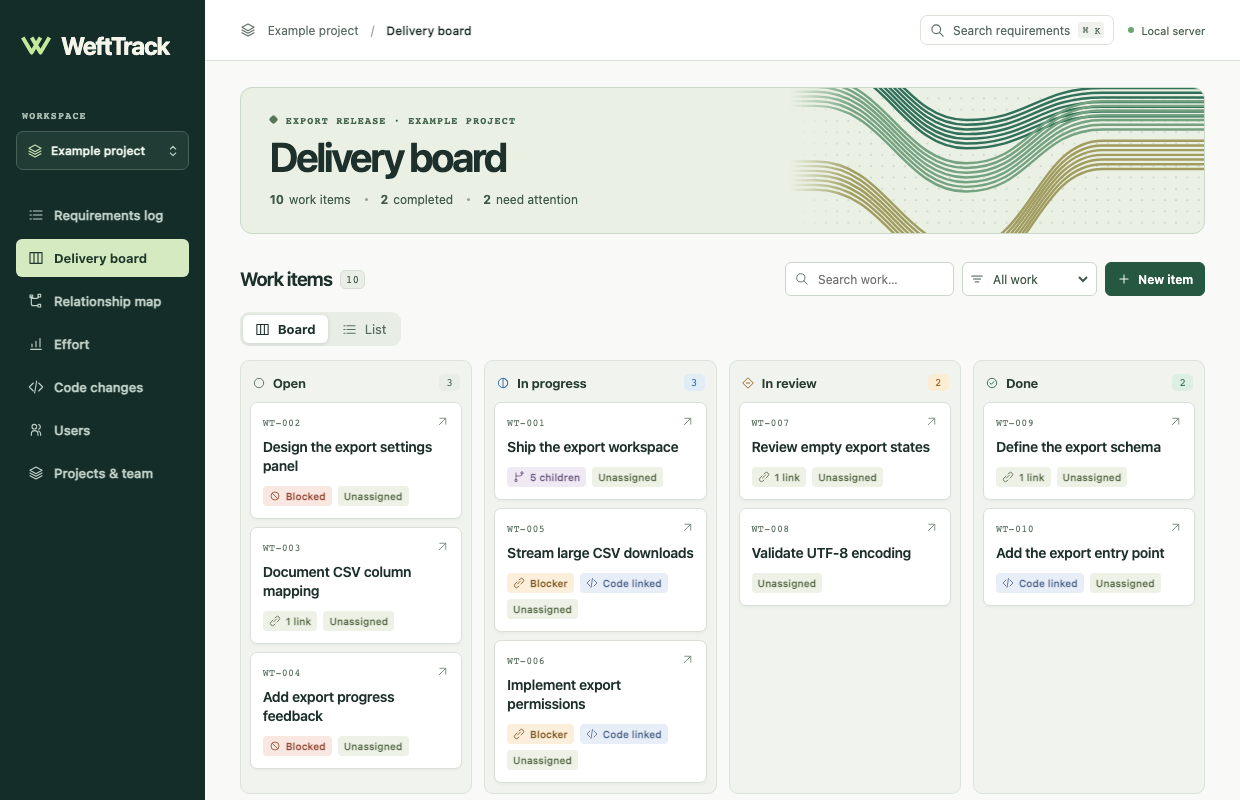 WeftTrack
WORKSPACE
Example project
Requirements log
Delivery board
Relationship map
Effort
Code changes
Users
Projects & team
Example project / Delivery board
Search requirements ⌘ K
Local server
EXPORT RELEASE · EXAMPLE PROJECT
Delivery board
10 work items • 2 completed • 2 need attention
Work items 10
Search work...
All work
+ New item
Board
List
Open 3
WT-002
Design the export settings
panel
Blocked Unassigned
WT-003
Document CSV column
mapping
1 link Unassigned
WT-004
Add export progress
feedback
Blocked Unassigned
In progress 3
WT-001
Ship the export workspace
5 children Unassigned
WT-005
Stream large CSV downloads
Blocker Code linked
Unassigned
WT-006
Implement export
permissions
Blocker Code linked
Unassigned
In review 2
WT-007
Review empty export states
1 link Unassigned
WT-008
Validate UTF-8 encoding
Unassigned
Done 2
WT-009
Define the export schema
1 link Unassigned
WT-010
Add the export entry point
Code linked Unassigned